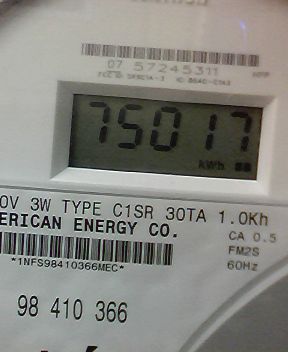 07 57245311
75017
kWh
0V 3W TYPE C1SR 30TA 1.0Kh
ERICAN ENERGY CO.
CA 0.5
FM2S
60Hz
*1NFS98410366MEC*
98 410 366